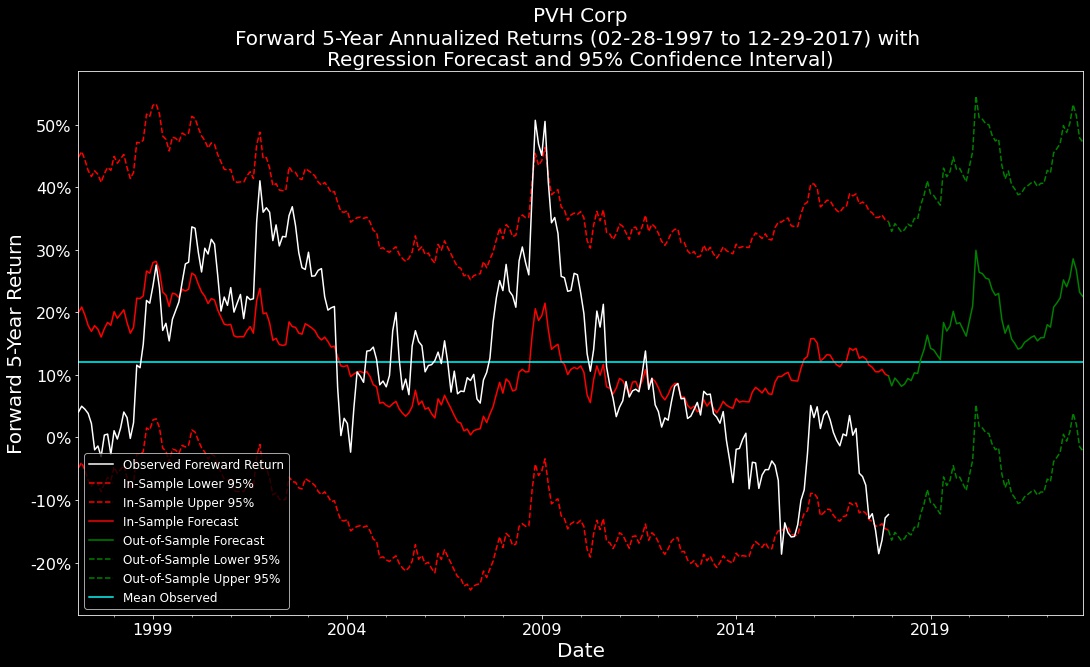 PVH Corp
Forward 5-Year Annualized Returns (02-28-1997 to 12-29-2017) with
Regression Forecast and 95% Confidence Interval)
Forward 5-Year Return
50%
40%
30%
20%
10%
0%
-10%
-20%
Observed Foreward Return
In-Sample Lower 95%
In-Sample Upper 95%
In-Sample Forecast
Out-of-Sample Forecast
Out-of-Sample Lower 95%
Out-of-Sample Upper 95%
Mean Observed
1999
2004
2009
2014
2019
Date